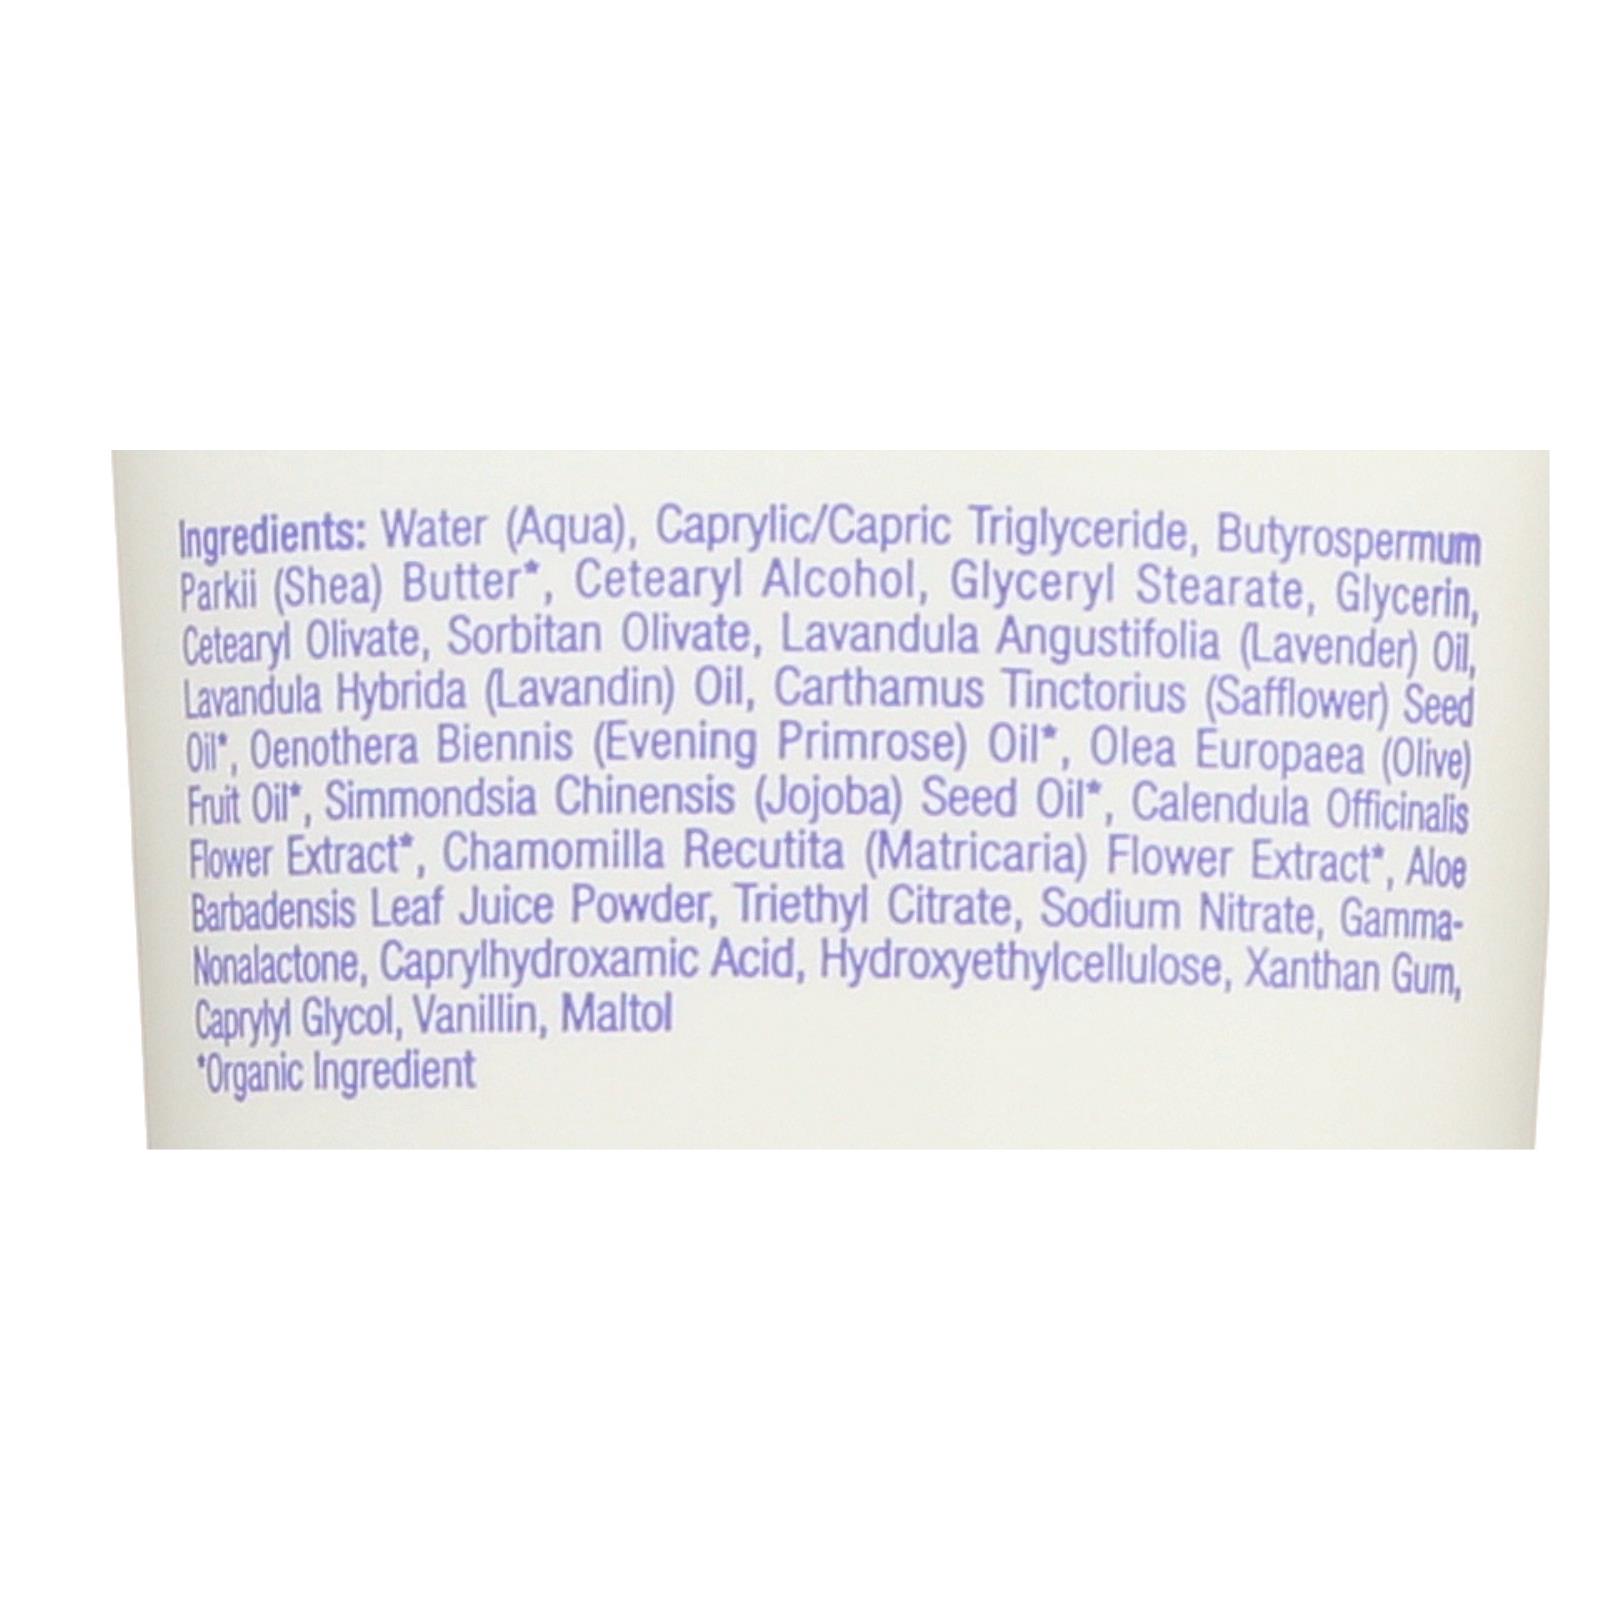 Ingredients: Water (Aqua), Caprylic/Capric Triglyceride, Butyrospermum
Parkii (Shea) Butter*, Cetearyl Alcohol, Glyceryl Stearate, Glycerin,
Cetearyl Olivate, Sorbitan Olivate, Lavandula Angustifolia (Lavender) Oil,
Lavandula Hybrida (Lavandin) Oil, Carthamus Tinctorius (Safflower) Seed
Oil*, Oenothera Biennis (Evening Primrose) Oil*, Olea Europaea (Olive)
Fruit Oil*, Simmondsia Chinensis (Jojoba) Seed Oil*, Calendula Officinalis
Flower Extract*, Chamomilla Recutita (Matricaria) Flower Extract*, Aloe
Barbadensis Leaf Juice Powder, Triethyl Citrate, Sodium Nitrate, Gamma-
Nonalactone, Caprylhydroxamic Acid, Hydroxyethylcellulose, Xanthan Gum,
Caprylyl Glycol, Vanillin, Maltol
*Organic Ingredient